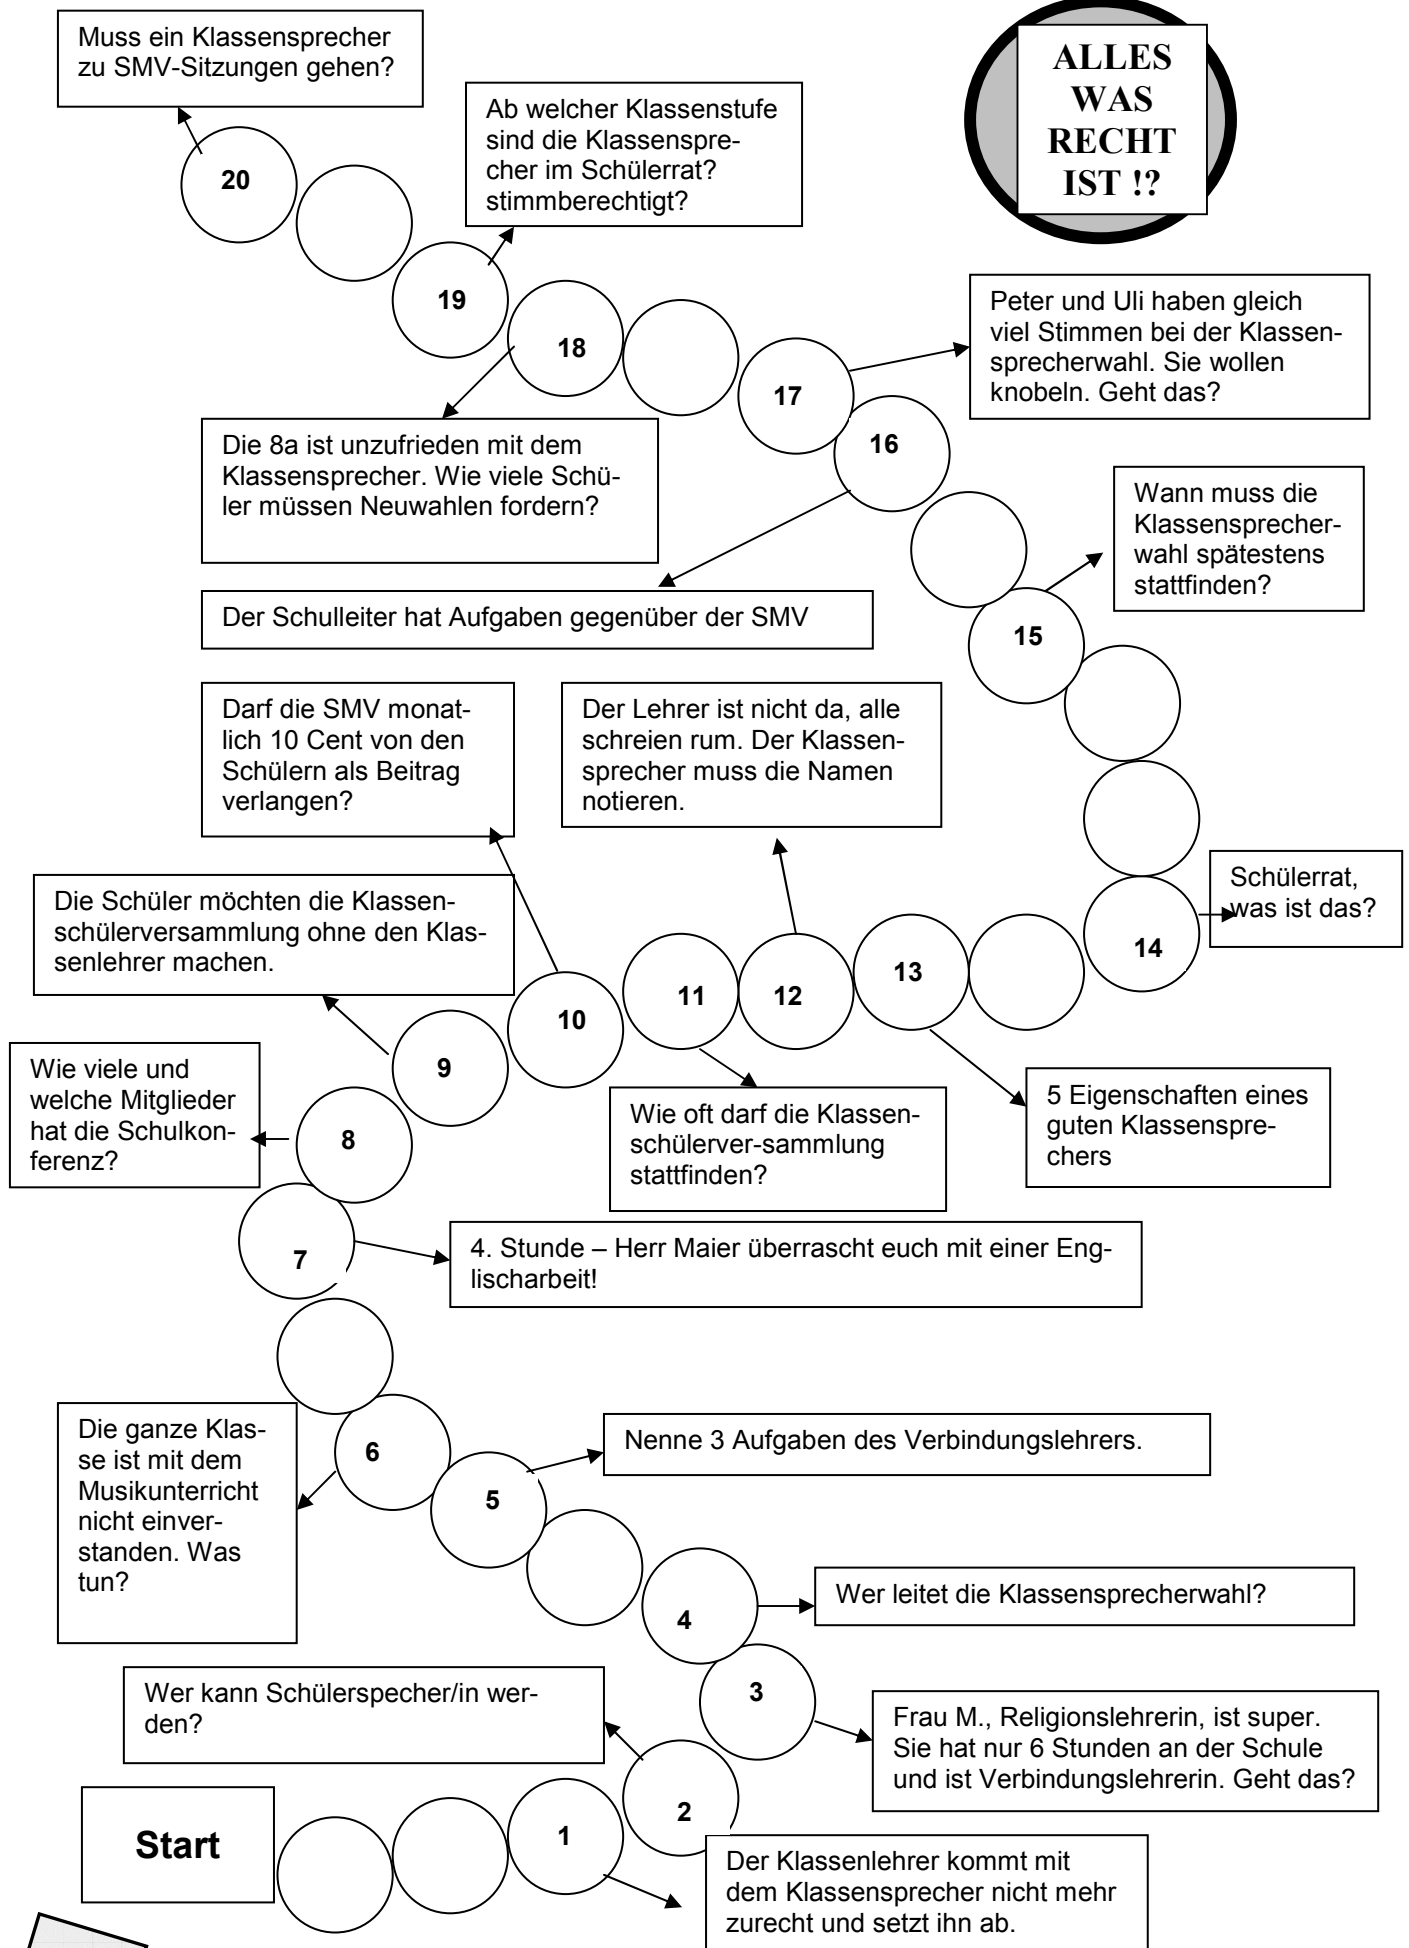 Muss ein Klassensprecher
zu SMV-Sitzungen gehen?
ALLES
WAS
RECHT
IST !?
Ab welcher Klassenstufe
sind die Klassenspre-
cher im Schülerrat?
stimmberechtigt?
20
19
18
17
Peter und Uli haben gleich
viel Stimmen bei der Klassen-
sprecherwahl. Sie wollen
knobeln. Geht das?
Die 8a ist unzufrieden mit dem
Klassensprecher. Wie viele Schü-
ler müssen Neuwahlen fordern?
16
Wann muss die
Klassensprecher-
wahl spätestens
stattfinden?
Der Schulleiter hat Aufgaben gegenüber der SMV
15
Darf die SMV monat-
lich 10 Cent von den
Schülern als Beitrag
verlangen?
Der Lehrer ist nicht da, alle
schreien rum. Der Klassen-
sprecher muss die Namen
notieren.
Schülerrat,
was ist das?
14
Die Schüler möchten die Klassen-
schülerversammlung ohne den Klas-
senlehrer machen.
13
12
11
10
9
Wie viele und
welche Mitglieder
hat die Schulkon-
ferenz?
8
Wie oft darf die Klassen-
schülerver-sammlung
stattfinden?
5 Eigenschaften eines
guten Klassenspre-
chers
7
4. Stunde – Herr Maier überrascht euch mit einer Eng-
lischarbeit!
Die ganze Klas-
se ist mit dem
Musikunterricht
nicht einver-
standen. Was
tun?
6
5
Nenne 3 Aufgaben des Verbindungslehrers.
4
Wer leitet die Klassensprecherwahl?
3
Wer kann Schülerspecher/in wer-
den?
Frau M., Religionslehrerin, ist super.
Sie hat nur 6 Stunden an der Schule
und ist Verbindungslehrerin. Geht das?
2
1
Start
Der Klassenlehrer kommt mit
dem Klassensprecher nicht mehr
zurecht und setzt ihn ab.